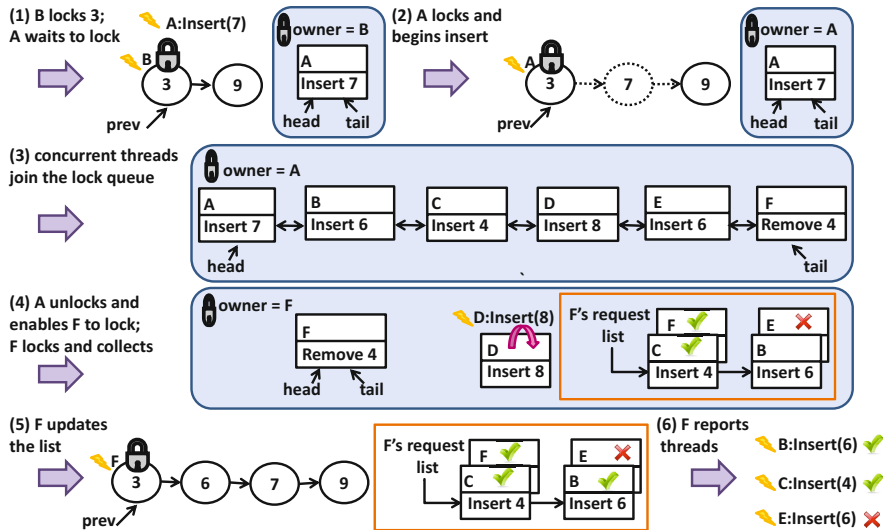 (1) B locks 3;
A waits to lock
A:Insert(7)
B
3
9
prev
owner = B
A
Insert 7
head
tail
(2) A locks and
begins insert
A
3
7
9
prev
owner = A
A
Insert 7
head
tail
(3) concurrent threads
join the lock queue
owner = A
A
Insert 7
B
Insert 6
C
Insert 4
D
Insert 8
E
Insert 6
F
Remove 4
head
tail
(4) A unlocks and
enables F to lock;
F locks and collects
owner = F
F
Remove 4
head
tail
D:Insert(8)
D
Insert 8
F's request
list
F
C
Insert 4
E
B
Insert 6
(5) F updates
the list
F
3
6
7
9
prev
F's request
list
F
C
Insert 4
E
B
Insert 6
(6) F reports
threads
B:Insert(6)
C:Insert(4)
E:Insert(6)